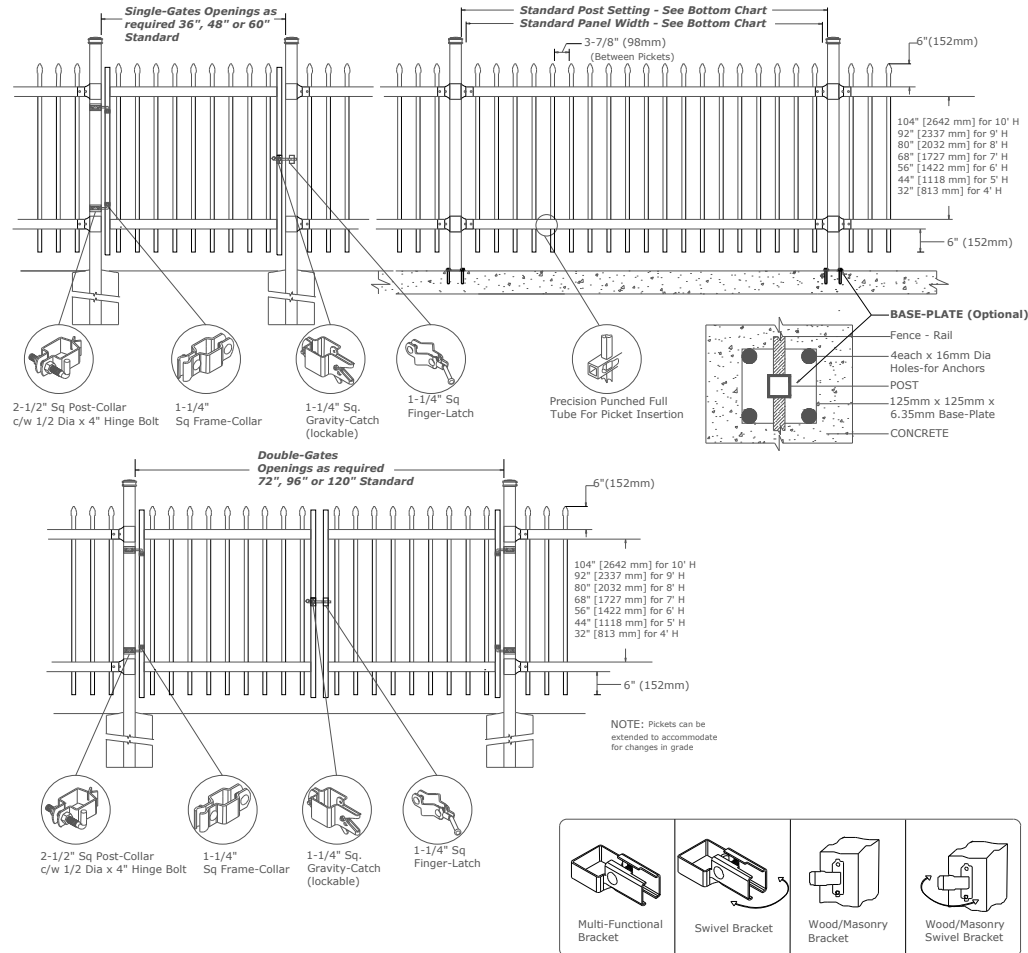 Single-Gates Openings as
required 36", 48" or 60"
Standard
Standard Post Setting - See Bottom Chart
Standard Panel Width - See Bottom Chart
3-7/8" (98mm)
(Between Pickets)
6"(152mm)
104" [2642 mm] for 10' H
92" [2337 mm] for 9' H
80" [2032 mm] for 8' H
68" [1727 mm] for 7' H
56" [1422 mm] for 6' H
44" [1118 mm] for 5' H
32" [813 mm] for 4' H
6" (152mm)
2-1/2" Sq Post-Collar
c/w 1/2 Dia x 4" Hinge Bolt
1-1/4"
Sq Frame-Collar
1-1/4" Sq.
Gravity-Catch
(lockable)
1-1/4" Sq
Finger-Latch
Precision Punched Full
Tube For Picket Insertion
BASE-PLATE (Optional)
Fence - Rail
4each x 16mm Dia
Holes-for Anchors
POST
125mm x 125mm x
6.35mm Base-Plate
CONCRETE
Double-Gates
Openings as required
72", 96" or 120" Standard
6"(152mm)
104" [2642 mm] for 10' H
92" [2337 mm] for 9' H
80" [2032 mm] for 8' H
68" [1727 mm] for 7' H
56" [1422 mm] for 6' H
44" [1118 mm] for 5' H
32" [813 mm] for 4' H
6" (152mm)
NOTE: Pickets can be
extended to accommodate
for changes in grade
2-1/2" Sq Post-Collar
c/w 1/2 Dia x 4" Hinge Bolt
1-1/4"
Sq Frame-Collar
1-1/4" Sq.
Gravity-Catch
(lockable)
1-1/4" Sq
Finger-Latch
Multi-Functional
Bracket
Swivel Bracket
Wood/Masonry
Bracket
Wood/Masonry
Swivel Bracket